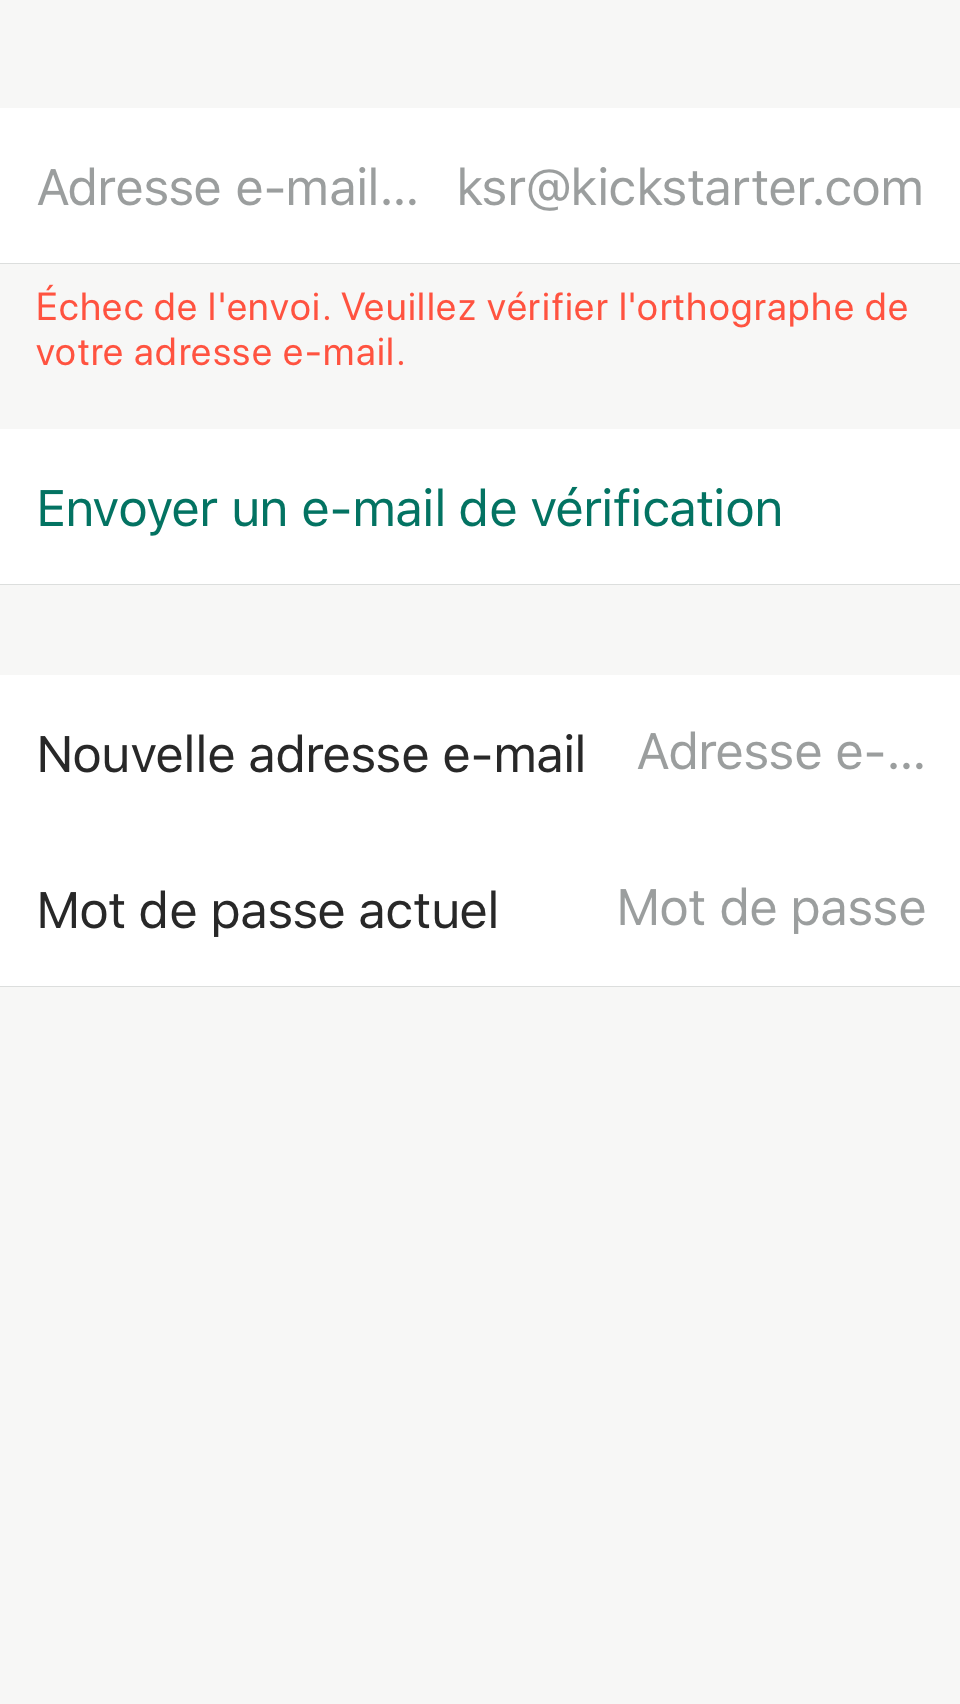 Adresse e-mail... ksr@kickstarter.com
Échec de l'envoi. Veuillez vérifier l'orthographe de
votre adresse e-mail.
Envoyer un e-mail de vérification
Nouvelle adresse e-mail Adresse e-...
Mot de passe actuel Mot de passe